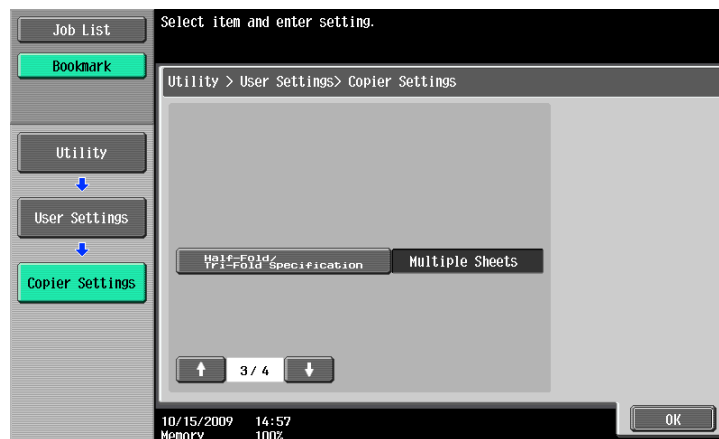 Job List
Select item and enter setting.
Bookmark
Utility > User Settings> Copier Settings
Utility
User Settings
Copier Settings
Half-Fold/
Tri-Fold Specification
Multiple Sheets
3/ 4
10/15/2009 14:57
Memory 100%
OK